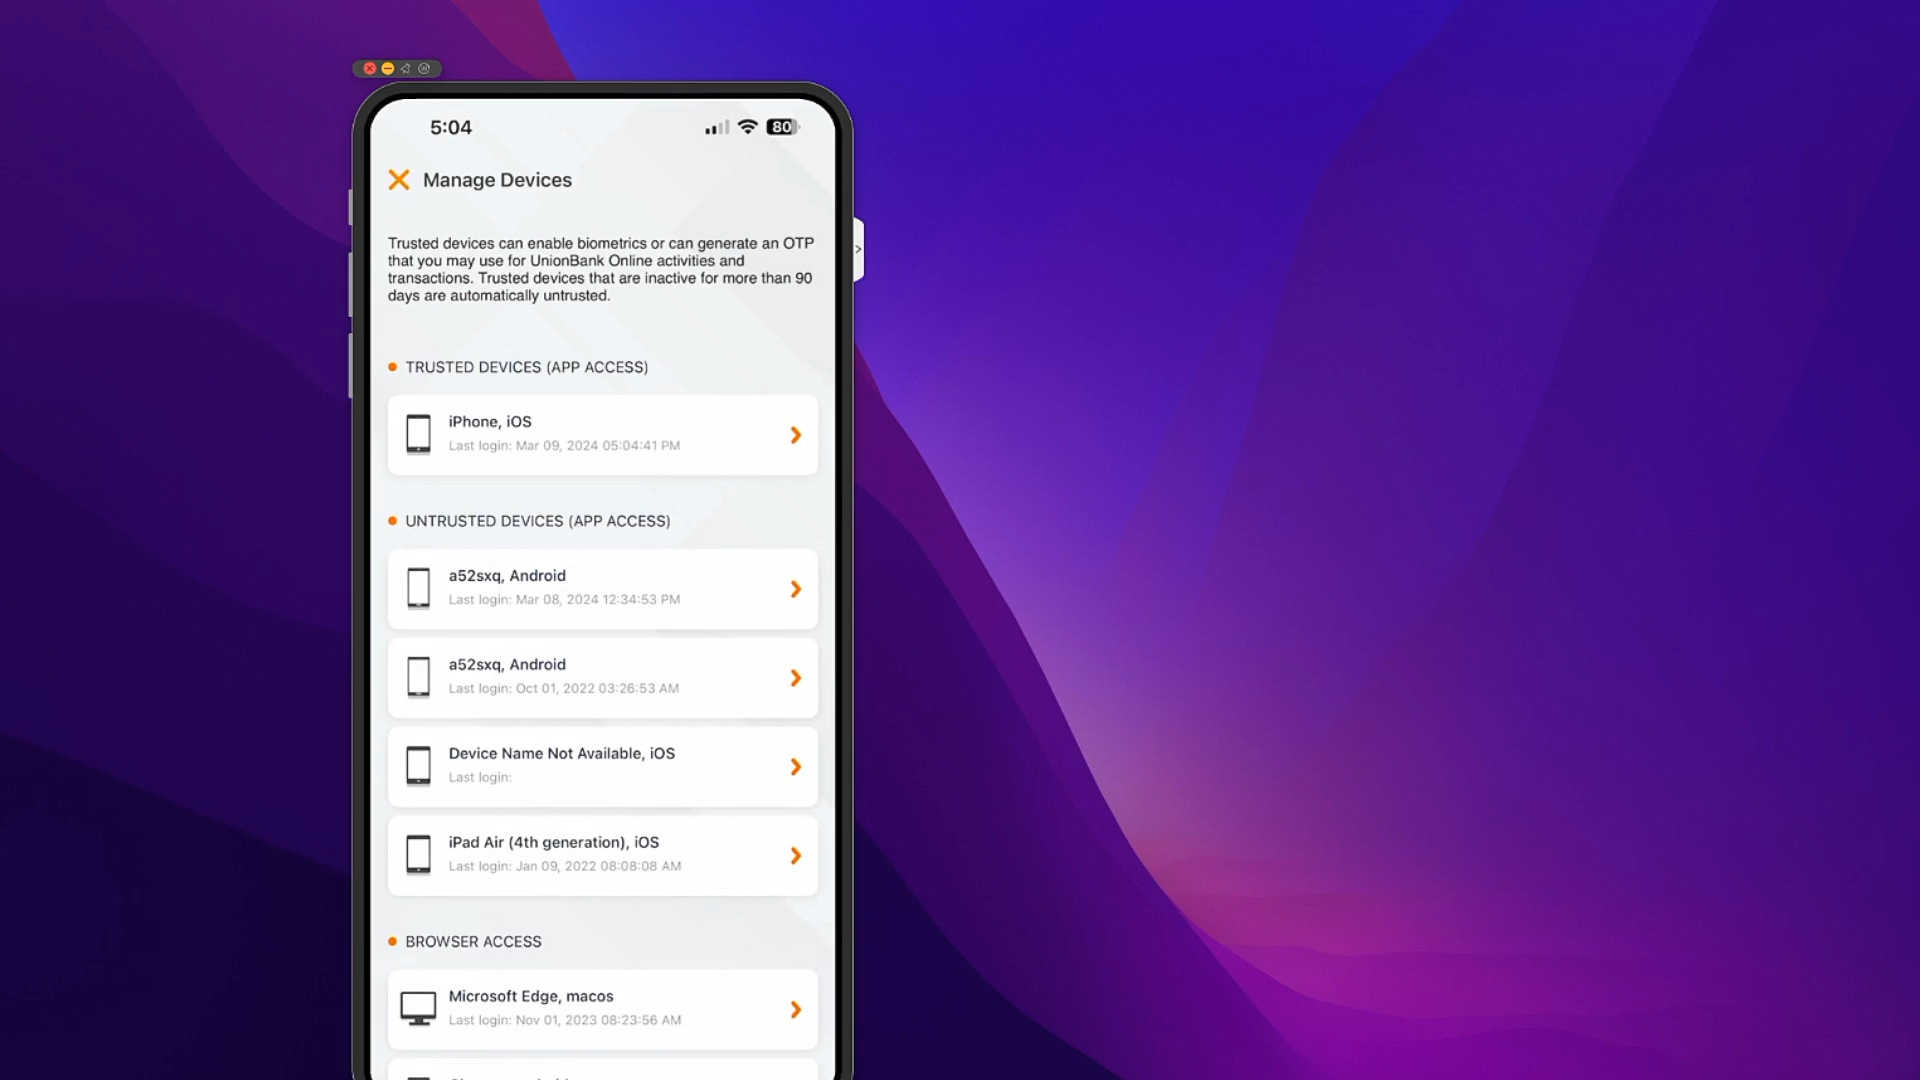 5:04
80
Manage Devices
Trusted devices can enable biometrics or can generate an OTP
that you may use for UnionBank Online activities and
transactions. Trusted devices that are inactive for more than 90
days are automatically untrusted.
TRUSTED DEVICES (APP ACCESS)
iPhone, iOS
Last login: Mar 09, 2024 05:04:41 PM
UNTRUSTED DEVICES (APP ACCESS)
a52sxq, Android
Last login: Mar 08, 2024 12:34:53 PM
a52sxq, Android
Last login: Oct 01, 2022 03:26:53 AM
Device Name Not Available, iOS
Last login:
iPad Air (4th generation), iOS
Last login: Jan 09, 2022 08:08:08 AM
BROWSER ACCESS
Microsoft Edge, macos
Last login: Nov 01, 2023 08:23:56 AM